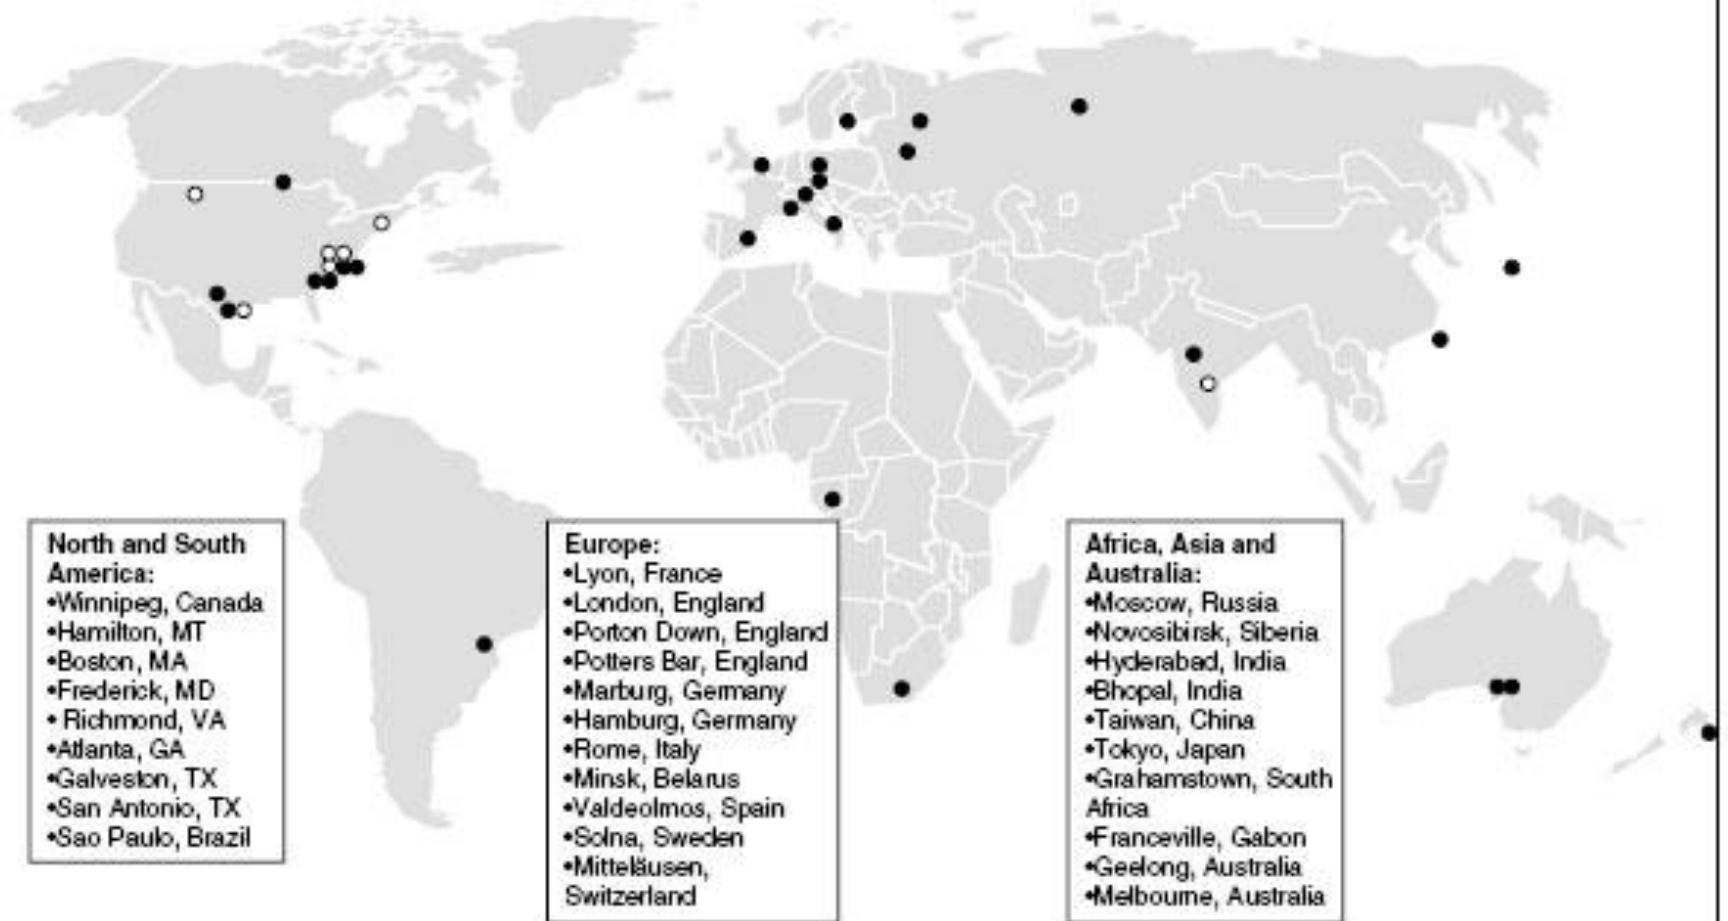 North and South
America:
•Winnipeg, Canada
•Hamilton, MT
•Boston, MA
•Frederick, MD
• Richmond, VA
•Atlanta, GA
•Galveston, TX
•San Antonio, TX
•Sao Paulo, Brazil
Europe:
•Lyon, France
•London, England
•Porton Down, England
•Potters Bar, England
•Marburg, Germany
•Hamburg, Germany
•Rome, Italy
•Minsk, Belarus
•Valdeolmos, Spain
•Solna, Sweden
•Mitteläusen,
Switzerland
Africa, Asia and
Australia:
•Moscow, Russia
•Novosibirsk, Siberia
•Hyderabad, India
•Bhopal, India
•Taiwan, China
•Tokyo, Japan
•Grahamstown, South
Africa
•Franceville, Gabon
•Geelong, Australia
•Melbourne, Australia